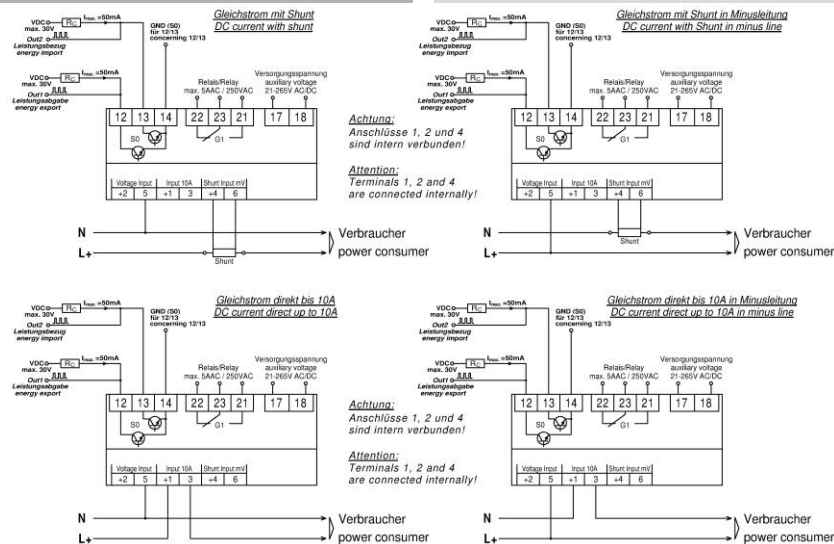 Gleichstrom mit Shunt
DC current with shunt
VDC
max. 30V
RC
Imax. =50mA
Out2
Leistungsbezug
energy import
GND (S0)
für 12/13
concerning 12/13
VDC
max. 30V
RC
Imax. =50mA
Out1
Leistungsabgabe
energy export
Relais/Relay
max. 5AAC / 250VAC
Versorgungsspannung
auxiliary voltage
21-265V AC/DC
12 13 14 22 23 21 17 18
S0
G1
Voltage Input Input 10A Shunt Input mV
+2 5 +1 3 +4 6
N
L+
Shunt
Verbraucher
power consumer
Achtung:
Anschlüsse 1, 2 und 4
sind intern verbunden!
Attention:
Terminals 1, 2 and 4
are connected internally!
Gleichstrom mit Shunt in Minusleitung
DC current with Shunt in minus line
VDC
max. 30V
RC
Imax. =50mA
Out2
Leistungsbezug
energy import
GND (S0)
für 12/13
concerning 12/13
VDC
max. 30V
RC
Imax. =50mA
Out1
Leistungsabgabe
energy export
Relais/Relay
max. 5AAC / 250VAC
Versorgungsspannung
auxiliary voltage
21-265V AC/DC
12 13 14 22 23 21 17 18
S0
G1
Voltage Input Input 10A Shunt Input mV
+2 5 +1 3 +4 6
N
L+
Shunt
Verbraucher
power consumer
Gleichstrom direkt bis 10A
DC current direct up to 10A
VDC
max. 30V
RC
Imax. =50mA
Out2
Leistungsbezug
energy import
GND (S0)
für 12/13
concerning 12/13
VDC
max. 30V
RC
Imax. =50mA
Out1
Leistungsabgabe
energy export
Relais/Relay
max. 5AAC / 250VAC
Versorgungsspannung
auxiliary voltage
21-265V AC/DC
12 13 14 22 23 21 17 18
S0
G1
Voltage Input Input 10A Shunt Input mV
+2 5 +1 3 +4 6
N
L+
Verbraucher
power consumer
Achtung:
Anschlüsse 1, 2 und 4
sind intern verbunden!
Attention:
Terminals 1, 2 and 4
are connected internally!
Gleichstrom direkt bis 10A in Minusleitung
DC current direct up to 10A in minus line
VDC
max. 30V
RC
Imax. =50mA
Out2
Leistungsbezug
energy import
GND (S0)
für 12/13
concerning 12/13
VDC
max. 30V
RC
Imax. =50mA
Out1
Leistungsabgabe
energy export
Relais/Relay
max. 5AAC / 250VAC
Versorgungsspannung
auxiliary voltage
21-265V AC/DC
12 13 14 22 23 21 17 18
S0
G1
Voltage Input Input 10A Shunt Input mV
+2 5 +1 3 +4 6
N
L+
Verbraucher
power consumer